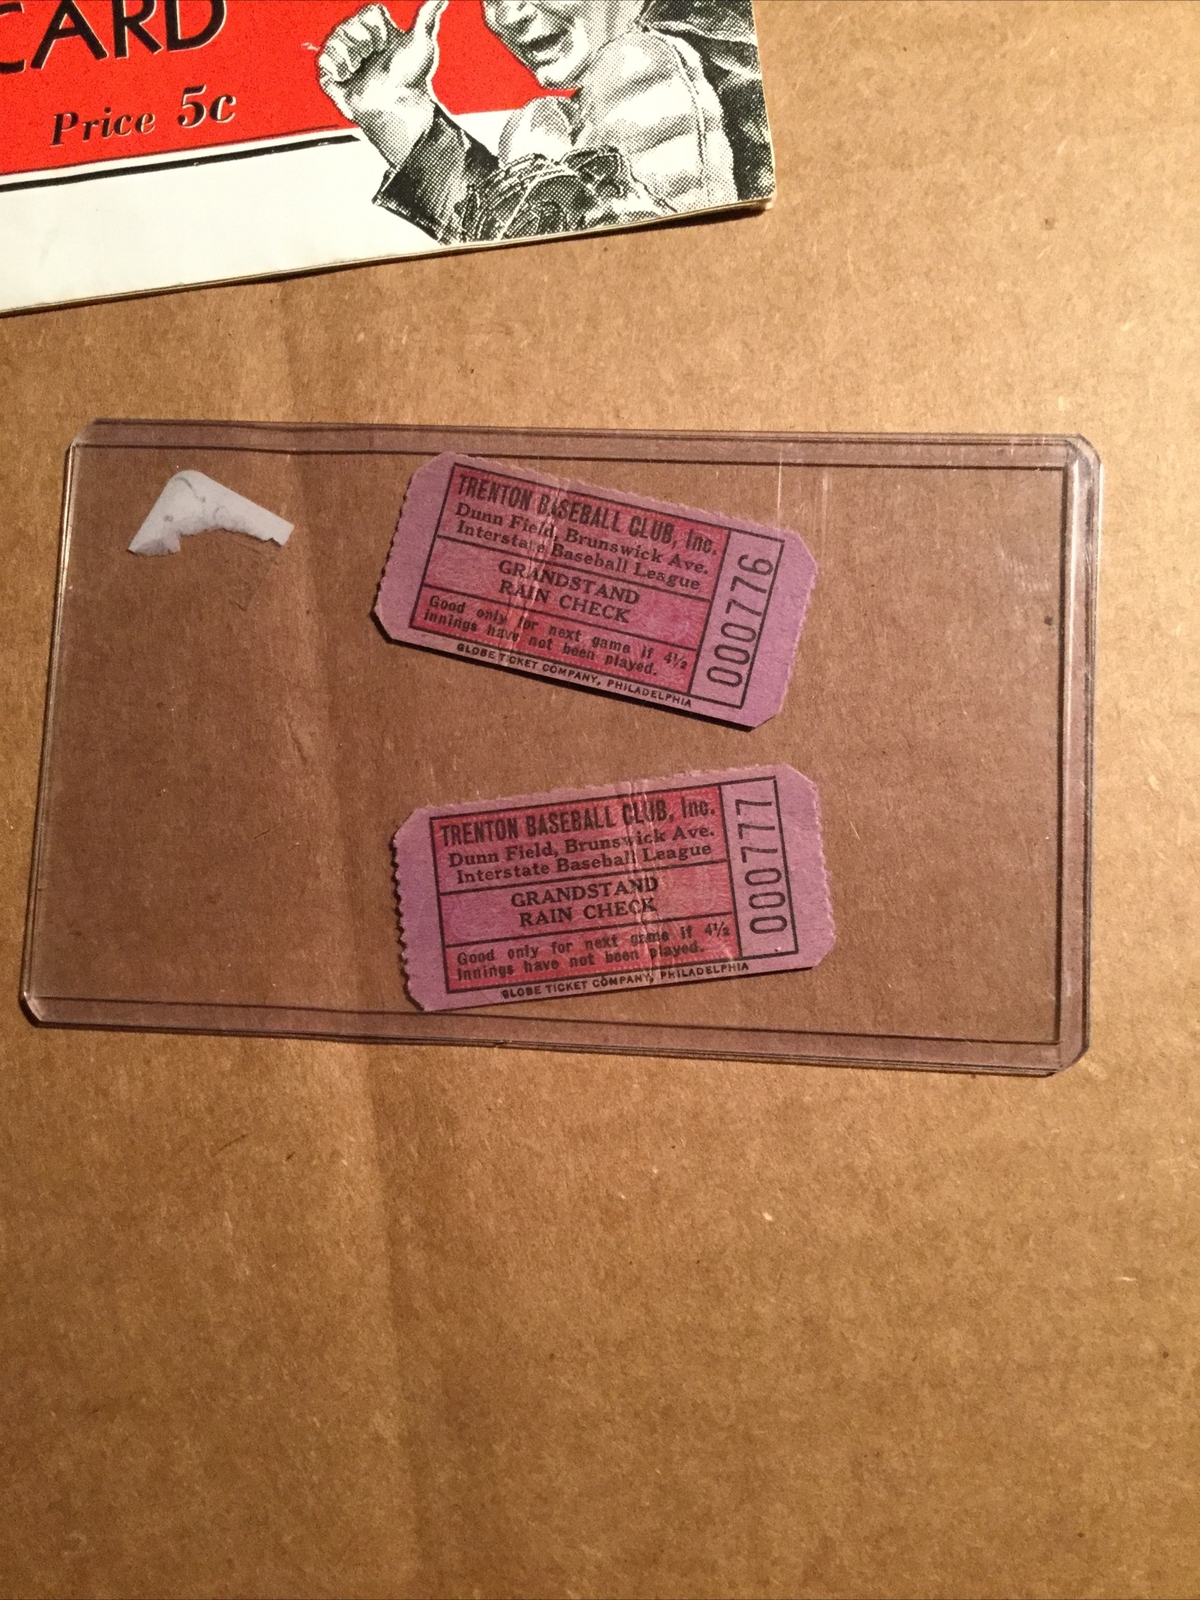 CARD
Price 5c
TRENTON BASEBALL CLUB, Inc.
Dunn Field, Brunswick Ave.
Interstate Baseball League
GRANDSTAND
RAIN CHECK
Good only for next game if 4½
innings have not been played.
GLOBE TICKET COMPANY, PHILADELPHIA
000776
TRENTON BASEBALL CLUB, Inc.
Dunn Field, Brunswick Ave.
Interstate Baseball League
GRANDSTAND
RAIN CHECK
Good only for next game if 4½
innings have not been played.
GLOBE TICKET COMPANY, PHILADELPHIA
000777